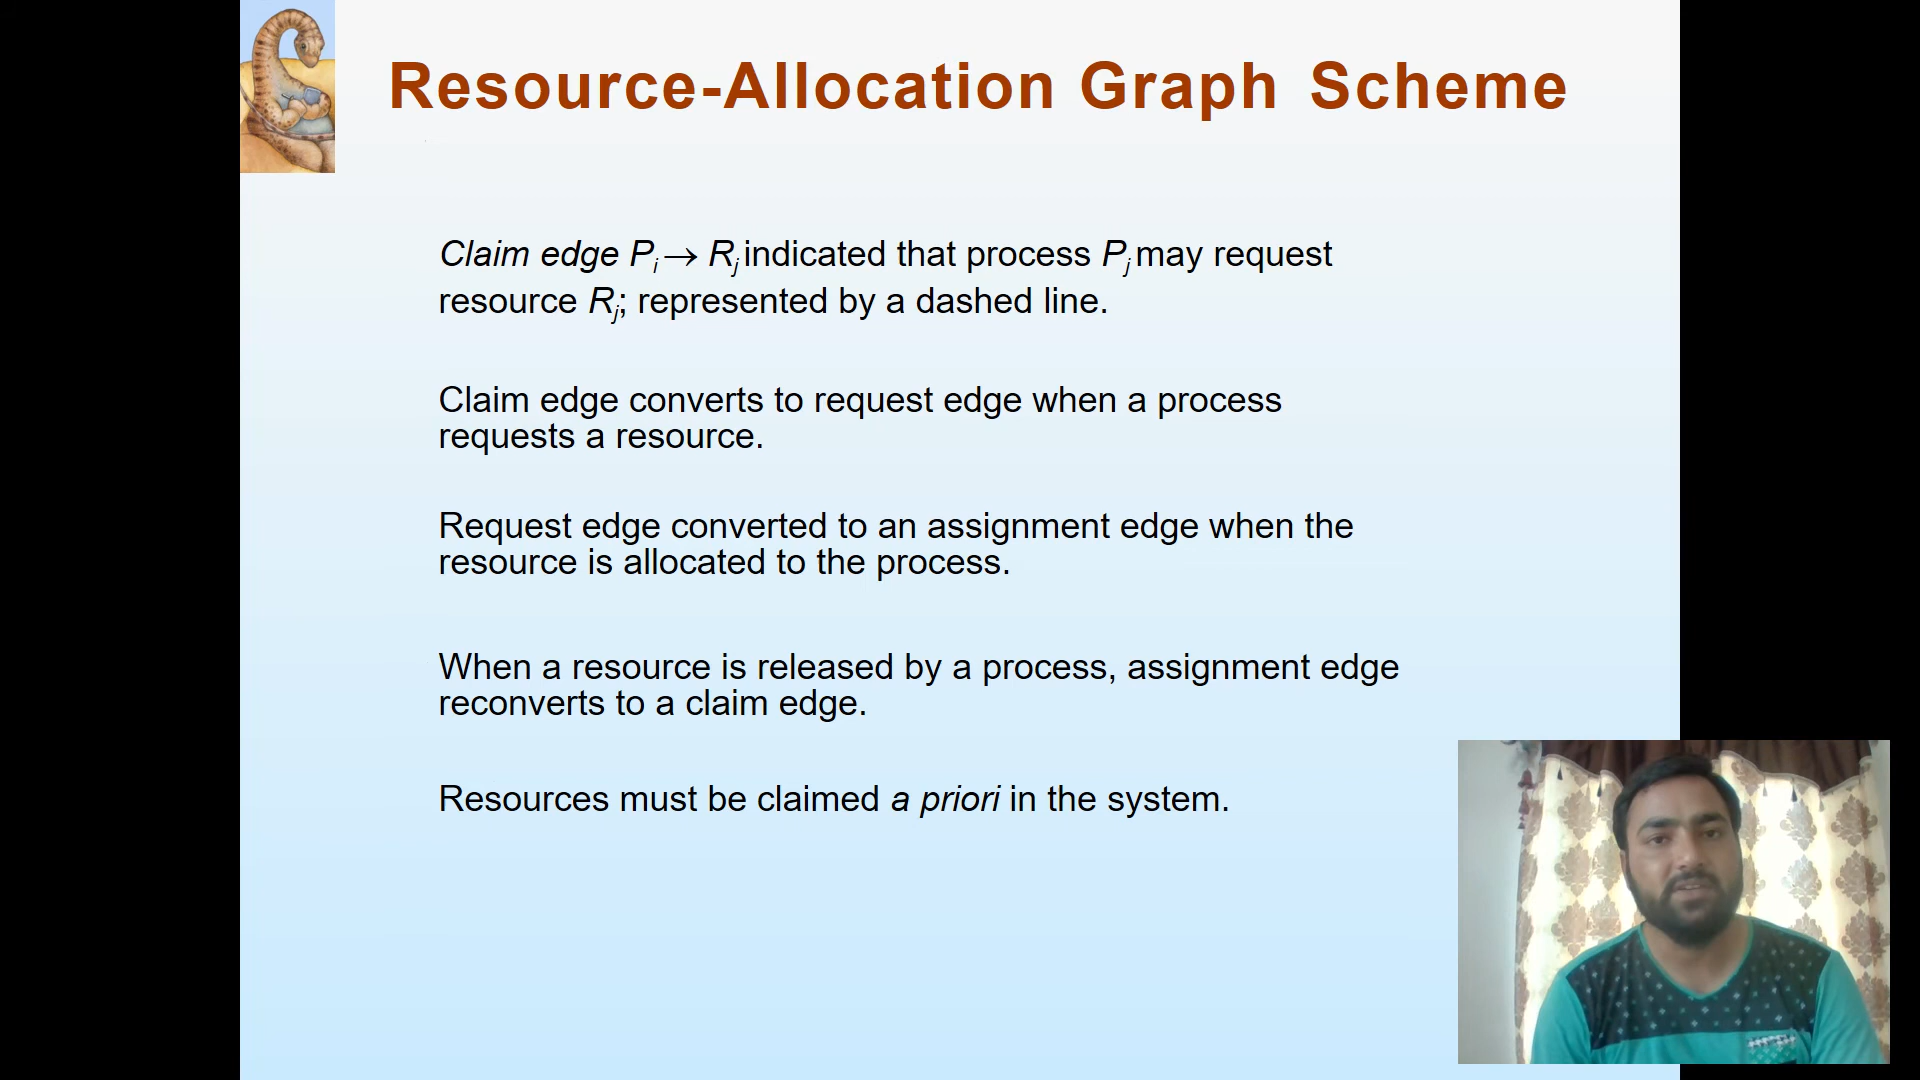 Resource-Allocation Graph Scheme
Claim edge Pi → Rj indicated that process Pj may request
resource Rj; represented by a dashed line.
Claim edge converts to request edge when a process
requests a resource.
Request edge converted to an assignment edge when the
resource is allocated to the process.
When a resource is released by a process, assignment edge
reconverts to a claim edge.
Resources must be claimed a priori in the system.